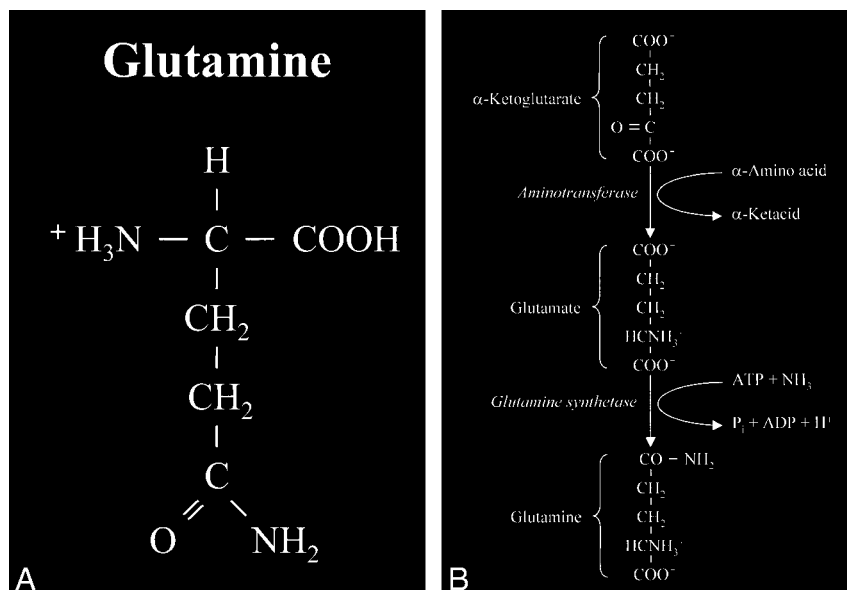 Glutamine
H
+ H₃N — C — COOH
CH₂
CH₂
C
O NH₂
A
COO⁻
CH₂
α-Ketoglutarate
CH₂
O = C
COO⁻
α-Amino acid
Aminotransferase
α-Ketacid
COO⁻
CH₂
Glutamate
CH₂
HCNH₃
COO⁻
ATP + NH₃
Glutamine synthetase
Pᵢ + ADP + H⁺
CO – NH₂
CH₂
Glutamine
CH₂
HCNH₃
COO⁻
B